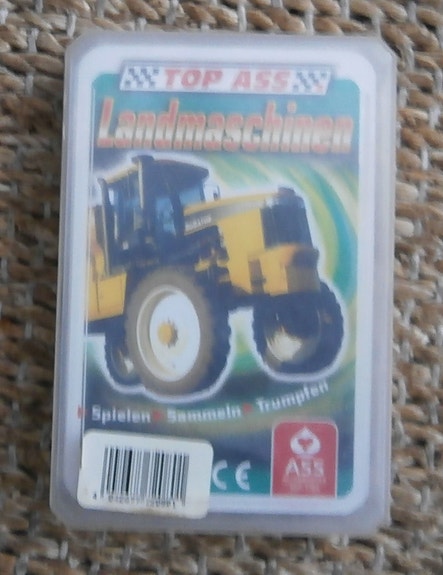 TOP ASS
Landmaschinen
Spielen • Sammeln • Trumpfen
CE
ASS